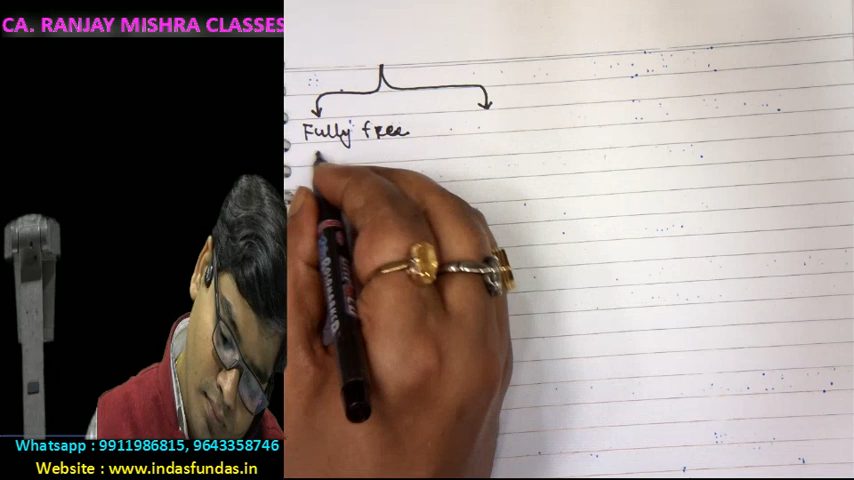 CA. RANJAY MISHRA CLASSES
Fully free
Whatsapp : 9911986815, 9643358746
Website : www.indasfundas.in